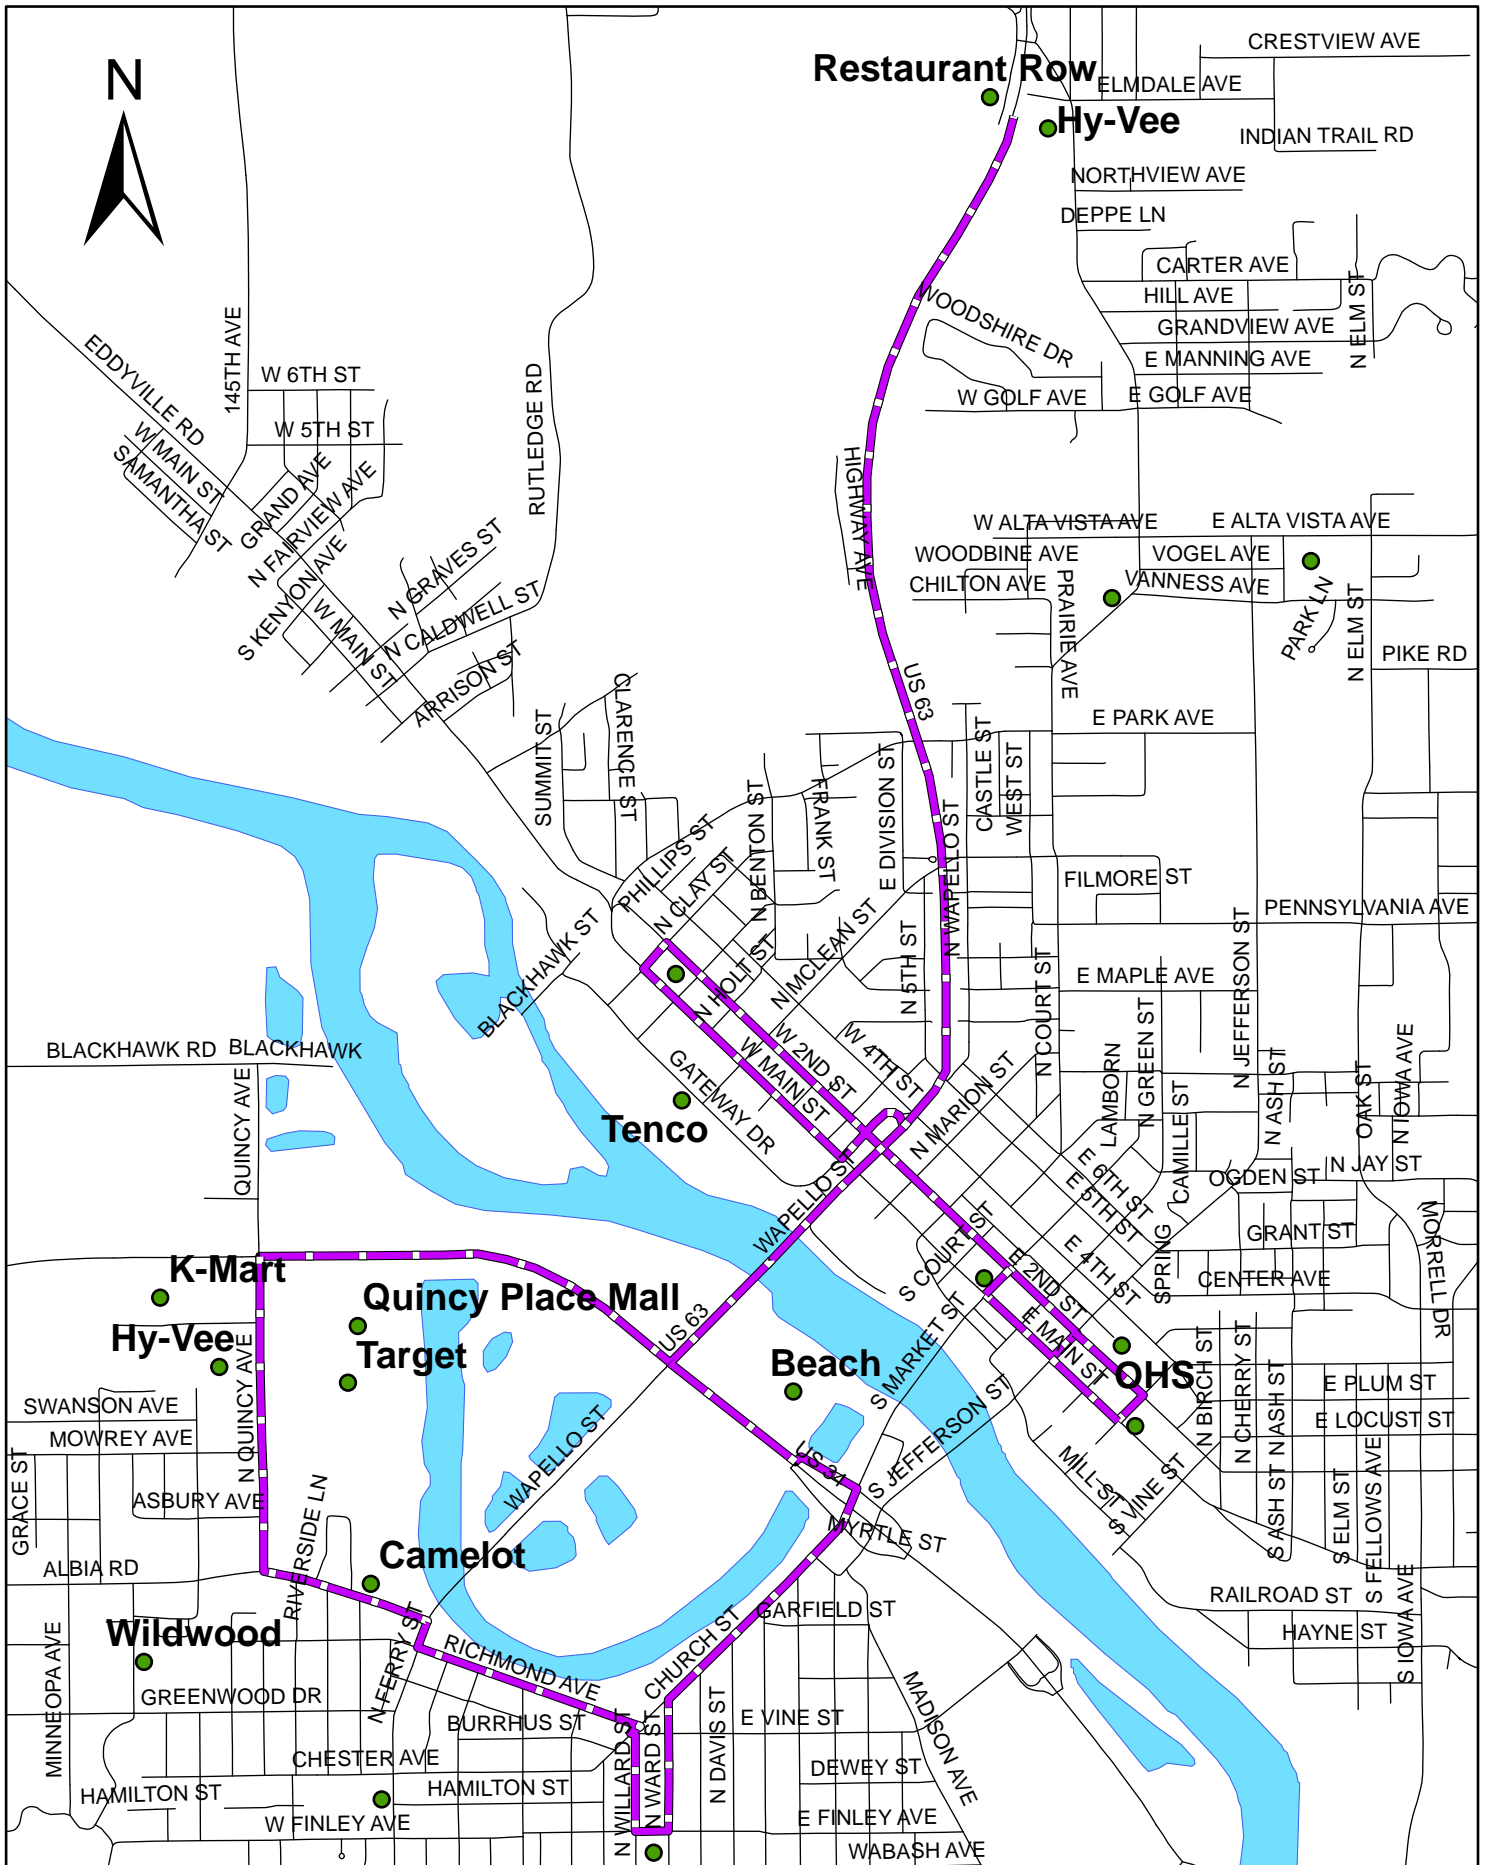 N
CRESTVIEW AVE
Restaurant Row
ELMDALE AVE
Hy-Vee
INDIAN TRAIL RD
NORTHVIEW AVE
DEPPE LN
CARTER AVE
HILL AVE
WOODSHIRE DR
N ELM ST
GRANDVIEW AVE
E MANNING AVE
EDDYVILLE RD
145TH AVE
W 6TH ST
RUTLEDGE RD
W GOLF AVE
E GOLF AVE
W MAIN ST
W 5TH ST
SAMANTHA ST
GRAND AVE
N FAIRVIEW AVE
HIGHWAY AVE
W ALTA VISTA AVE
E ALTA VISTA AVE
S KENYON AVE
N GRAVES ST
WOODBINE AVE
VOGEL AVE
CHILTON AVE
VANNESS AVE
PRAIRIE AVE
PARK LN
N ELM ST
W MAIN ST
N CALDWELL ST
ARRISON ST
PIKE RD
US 63
CLARENCE ST
SUMMIT ST
E PARK AVE
CASTLE ST
WEST ST
E DIVISION ST
N BENTON ST
FRANK ST
N WAPELLO ST
PHILLIPS ST
N CLAY ST
FILMORE ST
PENNSYLVANIA AVE
BLACKHAWK ST
N HOLT ST
N MCLEAN ST
N 5TH ST
N COURT ST
E MAPLE AVE
N JEFFERSON ST
BLACKHAWK RD
BLACKHAWK
GATEWAY DR
W MAIN ST
W 2ND ST
W 4TH ST
N MARION ST
LAMBORN
N GREEN ST
N ASH ST
OAK ST
N IOWA AVE
QUINCY AVE
Tenco
CAMILLE ST
E 6TH ST
E 5TH ST
OGDEN ST
N JAY ST
WAPELLO ST
S COURT ST
E 4TH ST
SPRING
GRANT ST
MORRELL DR
K-Mart
E 2ND ST
CENTER AVE
Quincy Place Mall
Hy-Vee
US 63
S MARKET ST
E MAIN ST
N QUINCY AVE
Target
Beach
OHS
N BIRCH ST
N CHERRY ST
N ASH ST
E PLUM ST
SWANSON AVE
E LOCUST ST
MOWREY AVE
WAPELLO ST
US 34
S JEFFERSON ST
MILL ST
S VINE ST
GRACE ST
ASBURY AVE
RIVERSIDE LN
MYRTLE ST
S ASH ST
S ELM ST
S FELLOWS AVE
ALBIA RD
Camelot
RAILROAD ST
GARFIELD ST
Wildwood
N FERRY ST
RICHMOND AVE
CHURCH ST
HAYNE ST
S IOWA AVE
MINNEOPA AVE
GREENWOOD DR
BURRHUS ST
N WILLARD ST
N WARD ST
N DAVIS ST
E VINE ST
MADISON AVE
CHESTER AVE
DEWEY ST
HAMILTON ST
HAMILTON ST
W FINLEY AVE
E FINLEY AVE
WABASH AVE